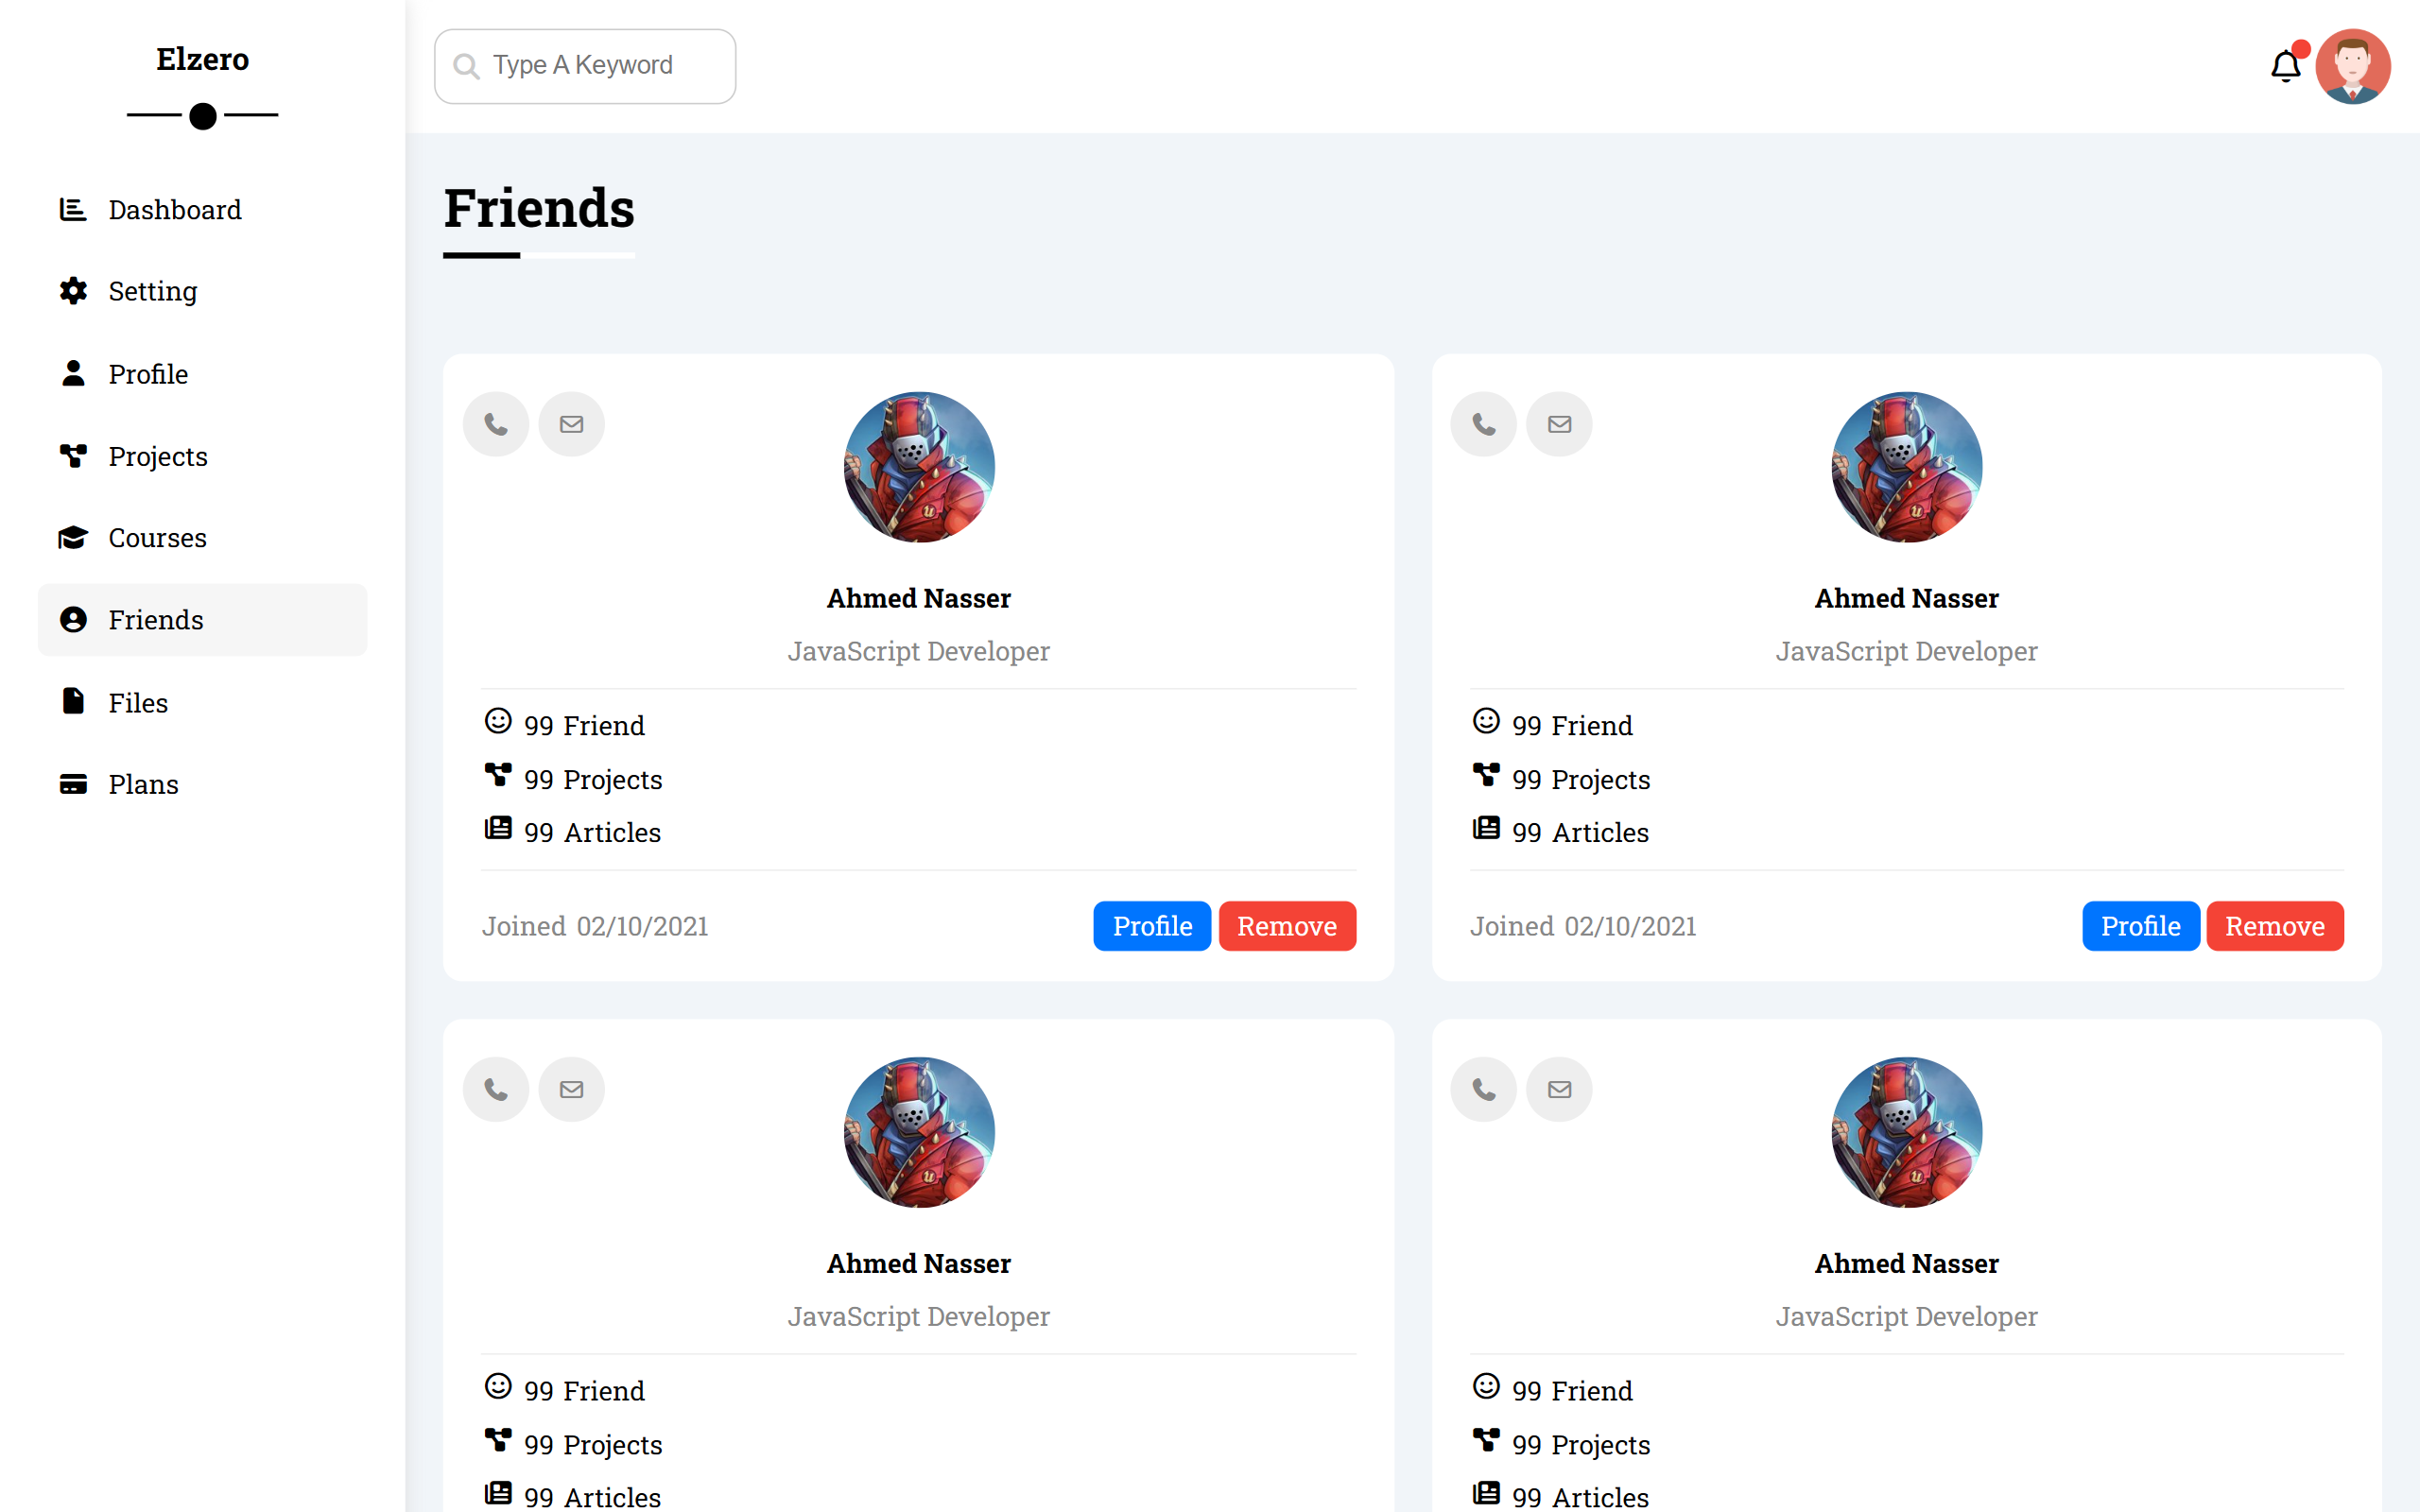 Elzero
Type A Keyword
Dashboard
Setting
Profile
Projects
Courses
Friends
Files
Plans
Friends
Ahmed Nasser
JavaScript Developer
99 Friend
99 Projects
99 Articles
Joined 02/10/2021
Profile
Remove
Ahmed Nasser
JavaScript Developer
99 Friend
99 Projects
99 Articles
Joined 02/10/2021
Profile
Remove
Ahmed Nasser
JavaScript Developer
99 Friend
99 Projects
99 Articles
Ahmed Nasser
JavaScript Developer
99 Friend
99 Projects
99 Articles